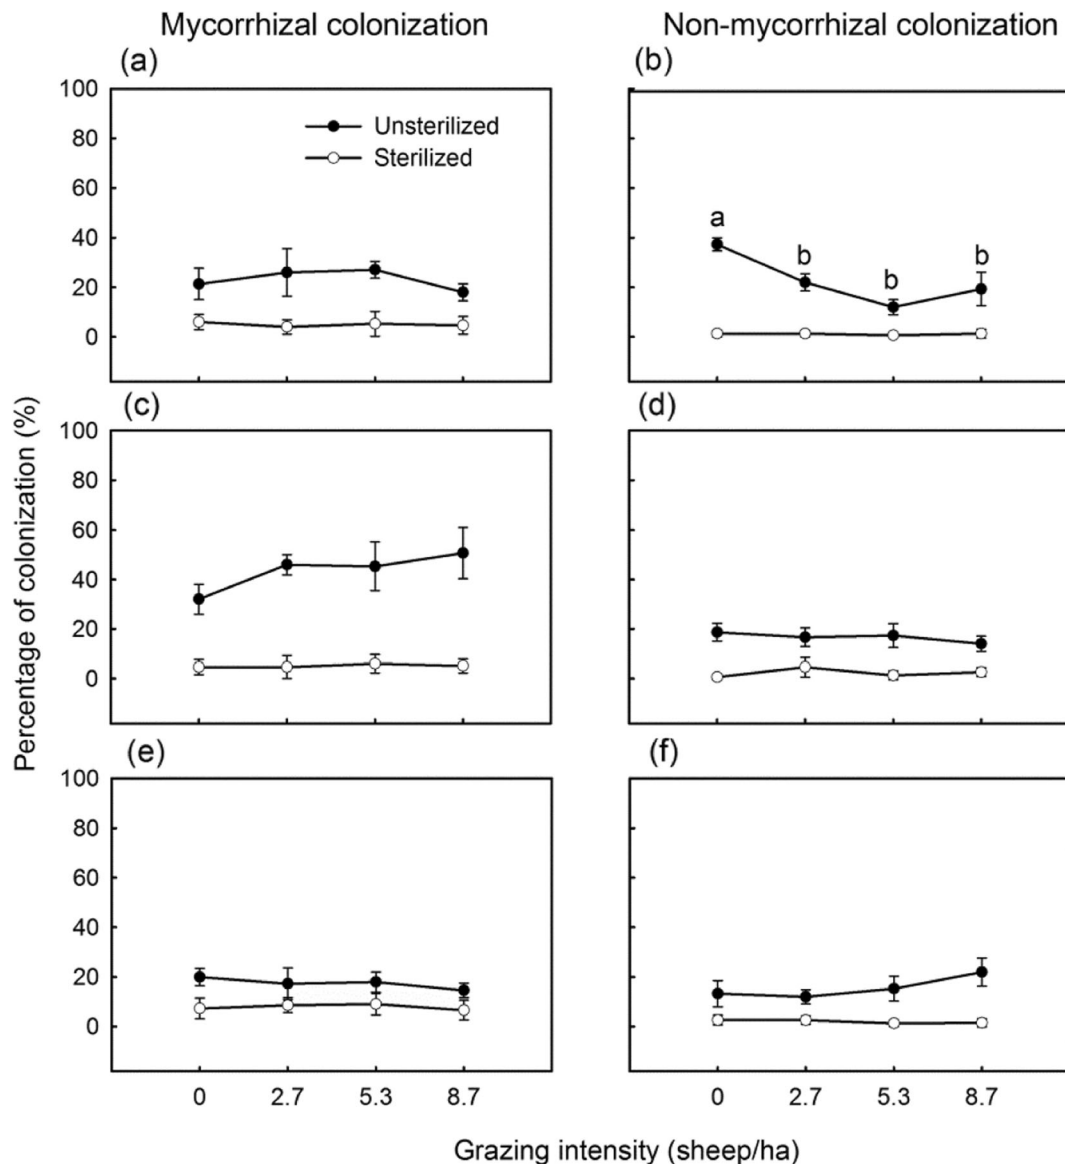 Mycorrhizal colonization
Non-mycorrhizal colonization
(a)
100
80
60
40
20
0
Unsterilized
Sterilized
(b)
a
b
b
b
Percentage of colonization (%)
(c)
100
80
60
40
20
0
(d)
(e)
100
80
60
40
20
0
0 2.7 5.3 8.7
(f)
0 2.7 5.3 8.7
Grazing intensity (sheep/ha)